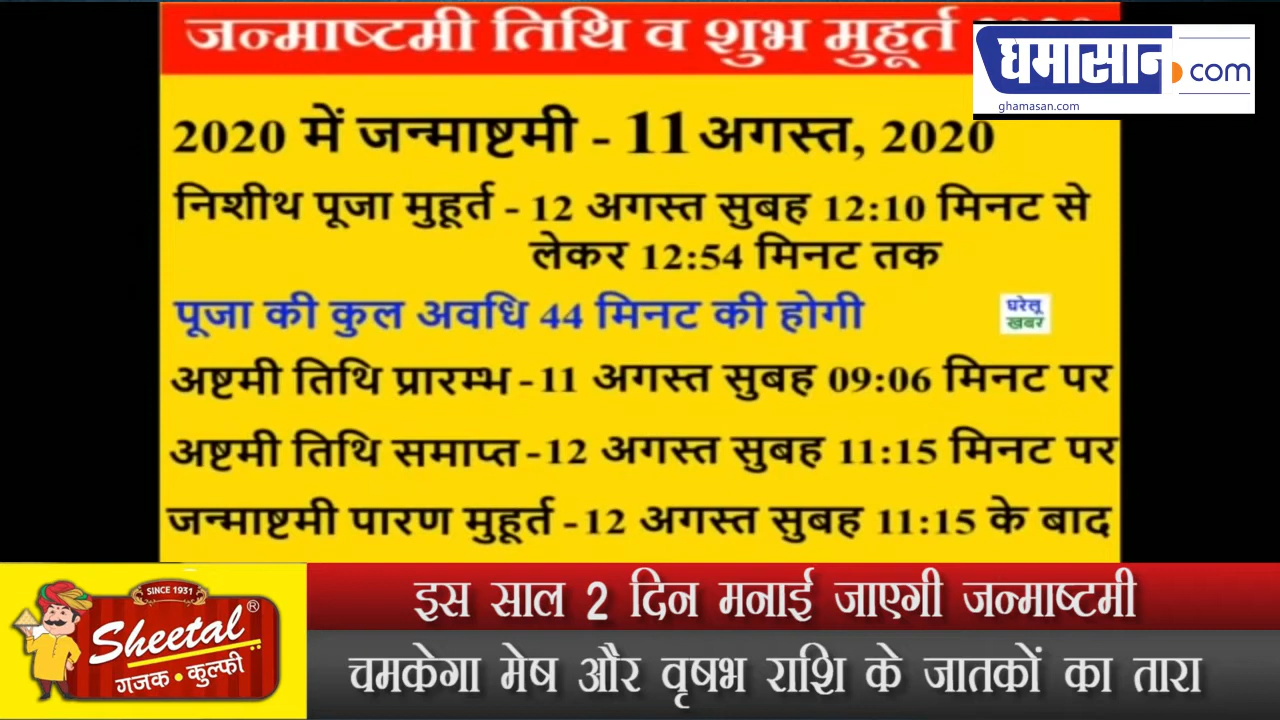 जन्माष्टमी तिथि व शुभ मुहूर्त
घमासान.com
ghamasan.com
2020 में जन्माष्टमी - 11 अगस्त, 2020
निशीथ पूजा मुहूर्त - 12 अगस्त सुबह 12:10 मिनट से
लेकर 12:54 मिनट तक
पूजा की कुल अवधि 44 मिनट की होगी
घरेलू
खबर
अष्टमी तिथि प्रारम्भ - 11 अगस्त सुबह 09:06 मिनट पर
अष्टमी तिथि समाप्त - 12 अगस्त सुबह 11:15 मिनट पर
जन्माष्टमी पारण मुहूर्त - 12 अगस्त सुबह 11:15 के बाद
SINCE 1931
Sheetal®
गजक • कुल्फी
इस साल 2 दिन मनाई जाएगी जन्माष्टमी
चमकेगा मेष और वृषभ राशि के जातकों का तारा